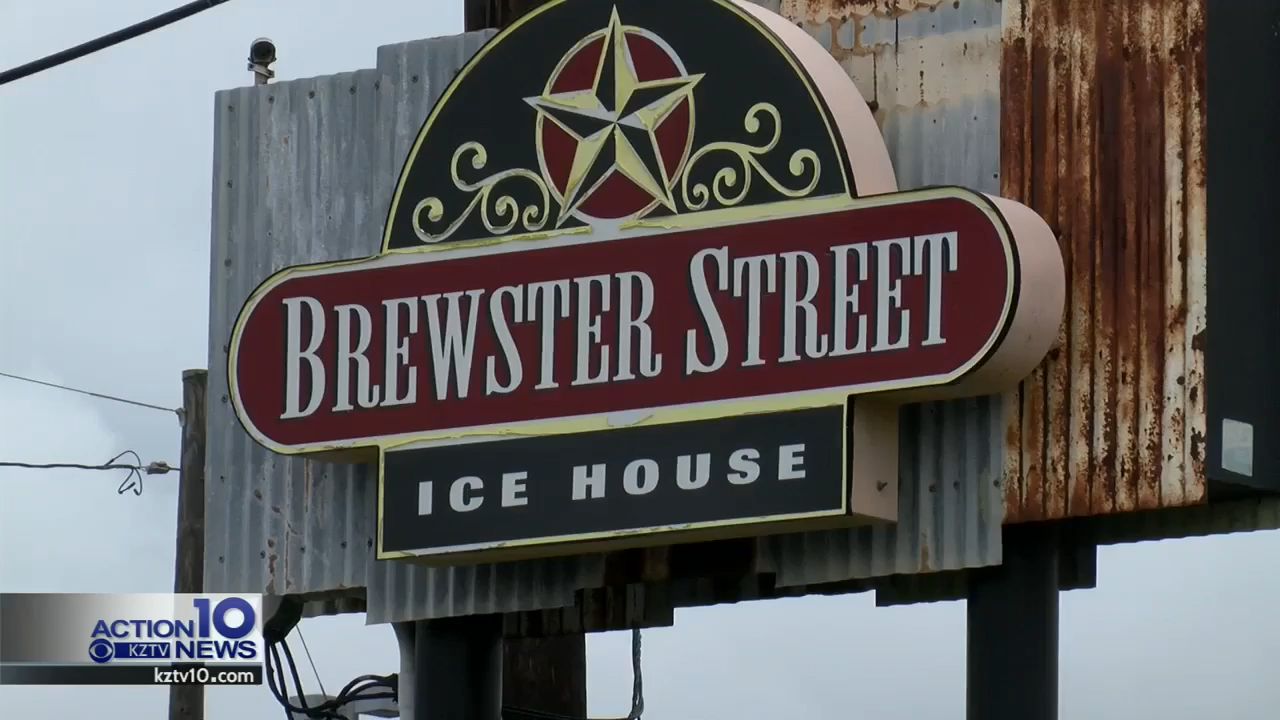 BREWSTER STREET
ICE HOUSE
ACTION 10
KZTV NEWS
kztv10.com